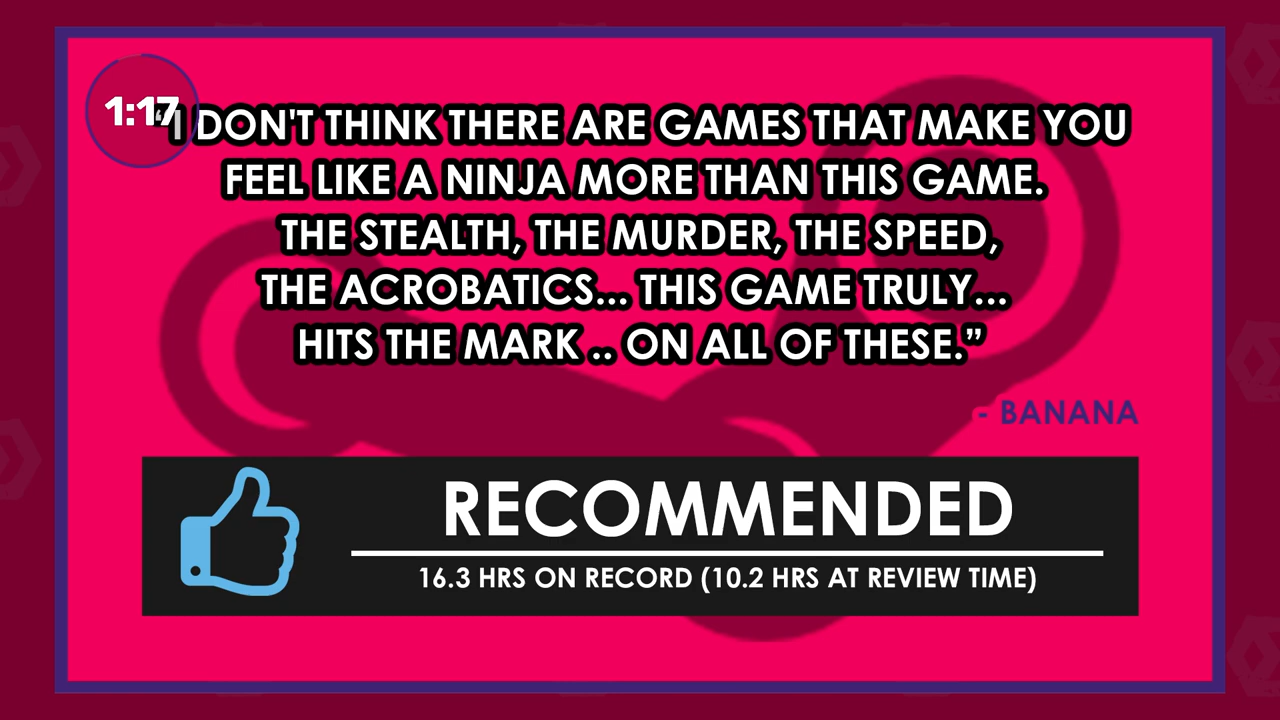 1:17
“I DON'T THINK THERE ARE GAMES THAT MAKE YOU
FEEL LIKE A NINJA MORE THAN THIS GAME.
THE STEALTH, THE MURDER, THE SPEED,
THE ACROBATICS... THIS GAME TRULY...
HITS THE MARK .. ON ALL OF THESE.”
- BANANA
RECOMMENDED
16.3 HRS ON RECORD (10.2 HRS AT REVIEW TIME)